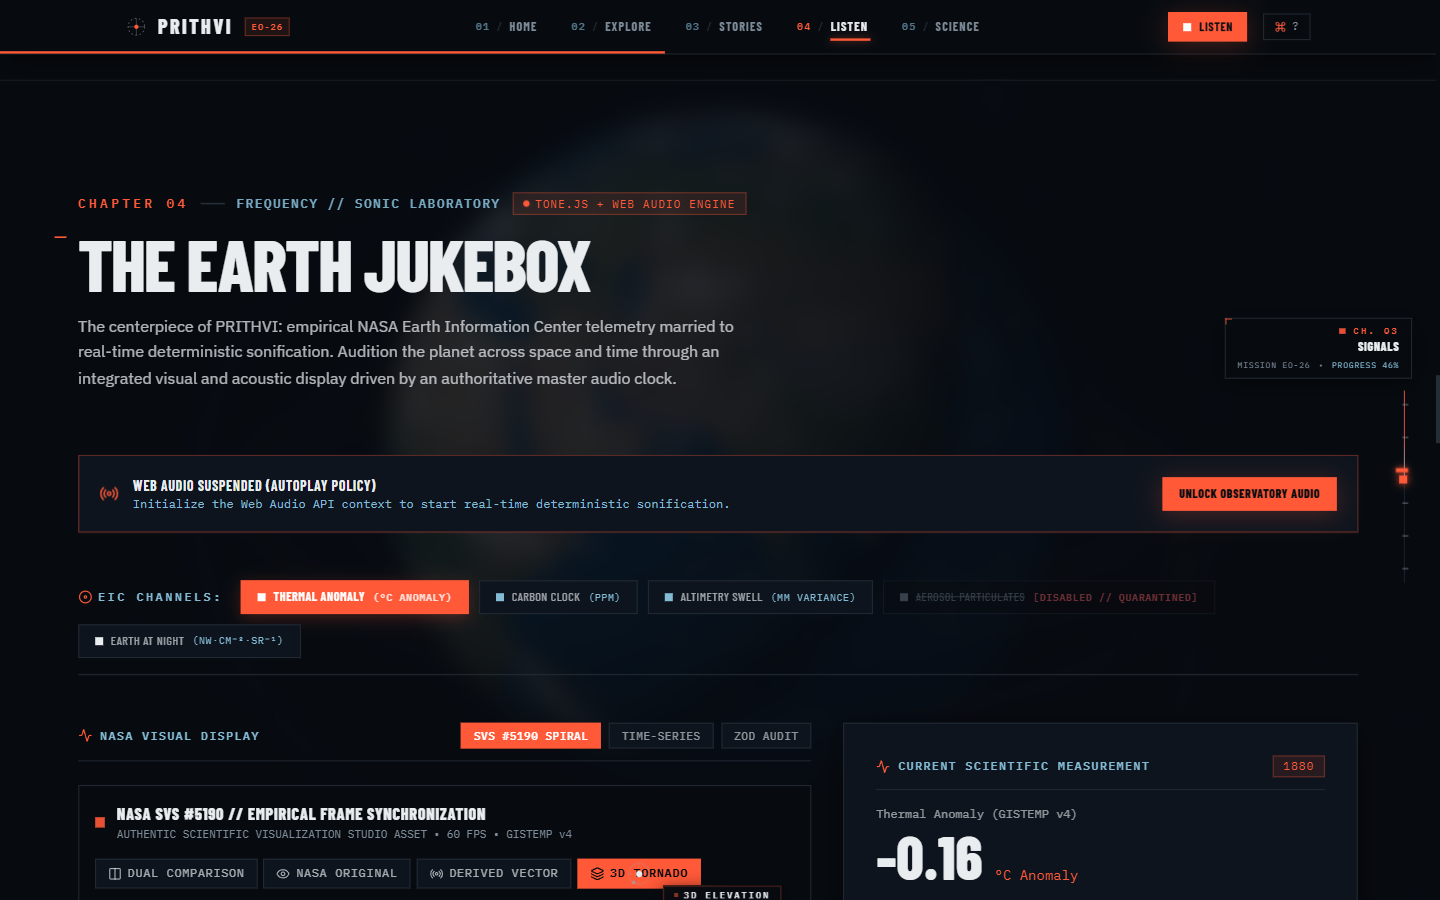 PRITHVI EO-26 01 / HOME 02 / EXPLORE 03 / STORIES 04 / LISTEN 05 / SCIENCE LISTEN ⌘ ?
CHAPTER 04 FREQUENCY // SONIC LABORATORY TONE.JS + WEB AUDIO ENGINE
THE EARTH JUKEBOX
The centerpiece of PRITHVI: empirical NASA Earth Information Center telemetry married to
real-time deterministic sonification. Audition the planet across space and time through an
integrated visual and acoustic display driven by an authoritative master audio clock.
CH. 03
SIGNALS
MISSION EO-26 • PROGRESS 46%
WEB AUDIO SUSPENDED (AUTOPLAY POLICY)
Initialize the Web Audio API context to start real-time deterministic sonification.
UNLOCK OBSERVATORY AUDIO
EIC CHANNELS: THERMAL ANOMALY (°C ANOMALY) CARBON CLOCK (PPM) ALTIMETRY SWELL (MM VARIANCE) AEROSOL PARTICULATES [DISABLED // QUARANTINED]
EARTH AT NIGHT (NW·CM⁻²·SR⁻¹)
NASA VISUAL DISPLAY SVS #5190 SPIRAL TIME-SERIES ZOD AUDIT
NASA SVS #5190 // EMPIRICAL FRAME SYNCHRONIZATION
AUTHENTIC SCIENTIFIC VISUALIZATION STUDIO ASSET • 60 FPS • GISTEMP v4
DUAL COMPARISON NASA ORIGINAL DERIVED VECTOR 3D TORNADO
3D ELEVATION
CURRENT SCIENTIFIC MEASUREMENT 1880
Thermal Anomaly (GISTEMP v4)
-0.16 °C Anomaly